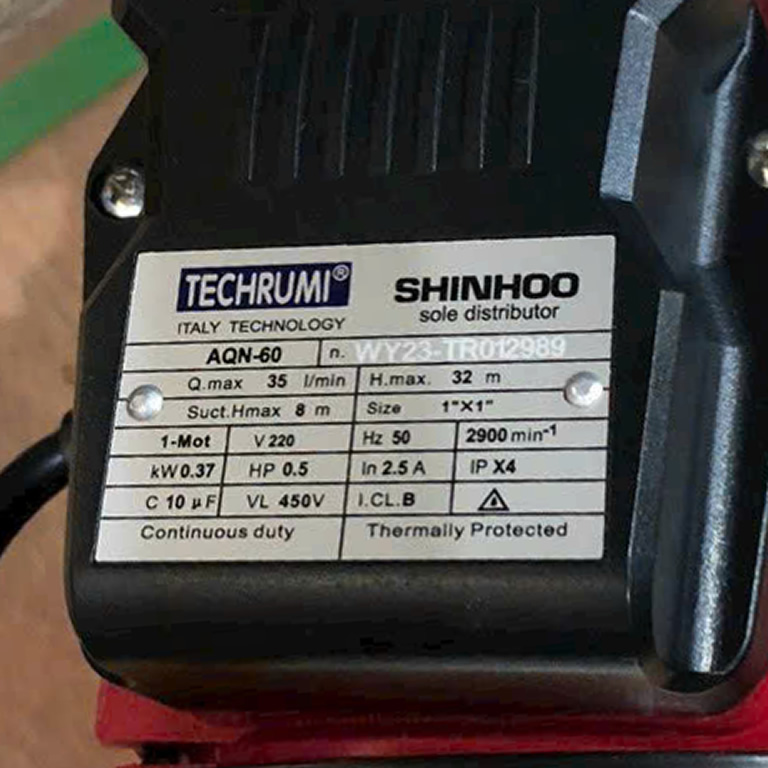 TECHRUMI® SHINHOO
ITALY TECHNOLOGY sole distributor
AQN-60 n. WY23-TR012989
Q.max 35 l/min H.max. 32 m
Suct.Hmax 8 m Size 1"X1"
1-Mot V 220 Hz 50 2900 min-1
kW 0.37 HP 0.5 In 2.5 A IP X4
C 10 µF VL 450V I.CL.B
Continuous duty Thermally Protected